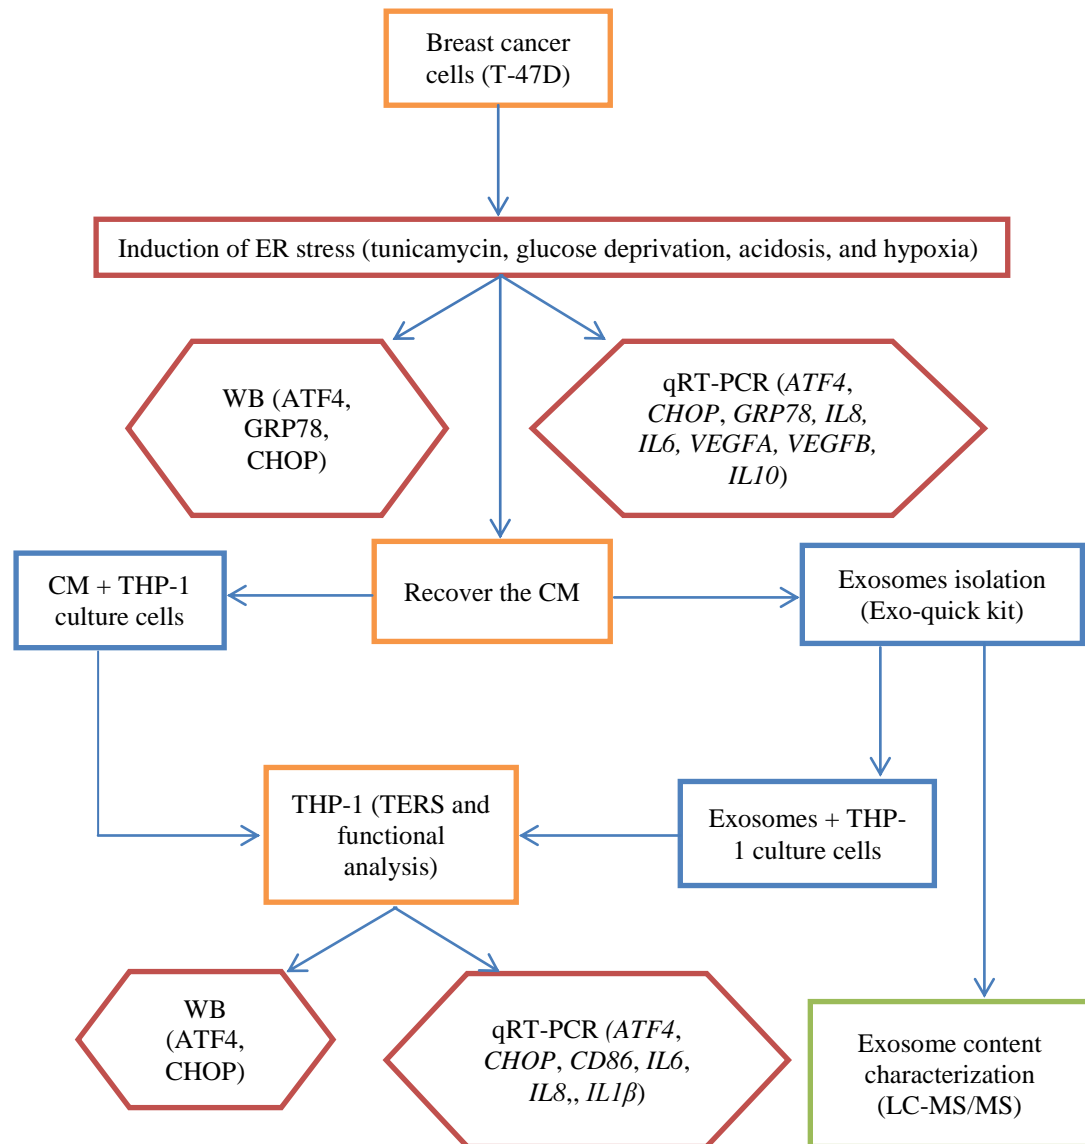 Breast cancer
cells (T-47D)
Induction of ER stress (tunicamycin, glucose deprivation, acidosis, and hypoxia)
WB (ATF4,
GRP78,
CHOP)
qRT-PCR (ATF4,
CHOP, GRP78, IL8,
IL6, VEGFA, VEGFB,
IL10)
CM + THP-1
culture cells
Recover the CM
Exosomes isolation
(Exo-quick kit)
THP-1 (TERS and
functional
analysis)
Exosomes + THP-
1 culture cells
WB
(ATF4,
CHOP)
qRT-PCR (ATF4,
CHOP, CD86, IL6,
IL8,, IL1β)
Exosome content
characterization
(LC-MS/MS)